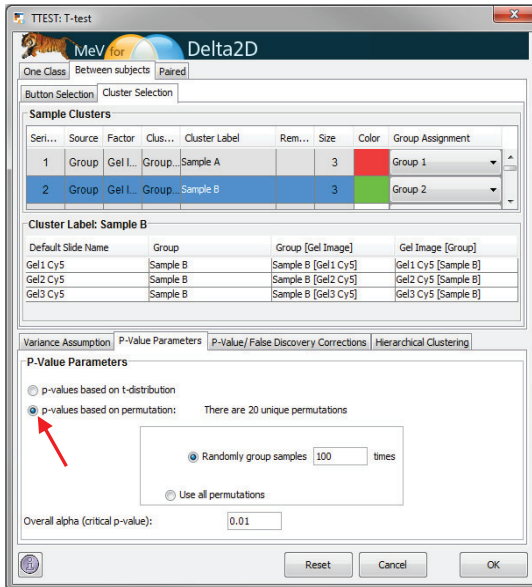 TTEST: T-test
MeV for Delta2D
One Class Between subjects Paired
Button Selection Cluster Selection
Sample Clusters
Seri... Source Factor Clus... Cluster Label Rem... Size Color Group Assignment
1 Group Gel I... Group... Sample A 3 Group 1
2 Group Gel I... Group... Sample B 3 Group 2
Cluster Label: Sample B
Default Slide Name Group Group [Gel Image] Gel Image [Group]
Gel1 Cy5 Sample B Sample B [Gel1 Cy5] Gel1 Cy5 [Sample B]
Gel2 Cy5 Sample B Sample B [Gel2 Cy5] Gel2 Cy5 [Sample B]
Gel3 Cy5 Sample B Sample B [Gel3 Cy5] Gel3 Cy5 [Sample B]
Variance Assumption P-Value Parameters P-Value/ False Discovery Corrections Hierarchical Clustering
P-Value Parameters
p-values based on t-distribution
p-values based on permutation: There are 20 unique permutations
Randomly group samples 100 times
Use all permutations
Overall alpha (critical p-value): 0.01
Reset Cancel OK